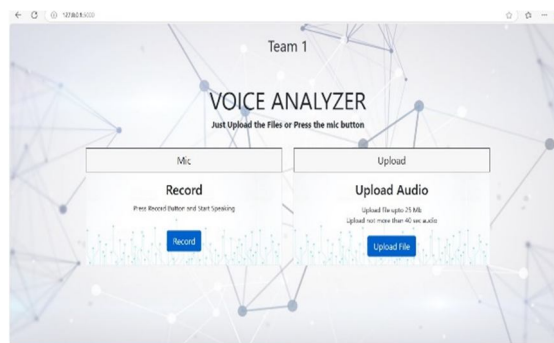 Team 1
VOICE ANALYZER
Just Upload the Files or Press the mic button
Mic
Record
Press Record Button and Start Speaking
Record
Upload
Upload Audio
Upload file upto 25 Mb
Upload not more than 40 sec audio
Upload File